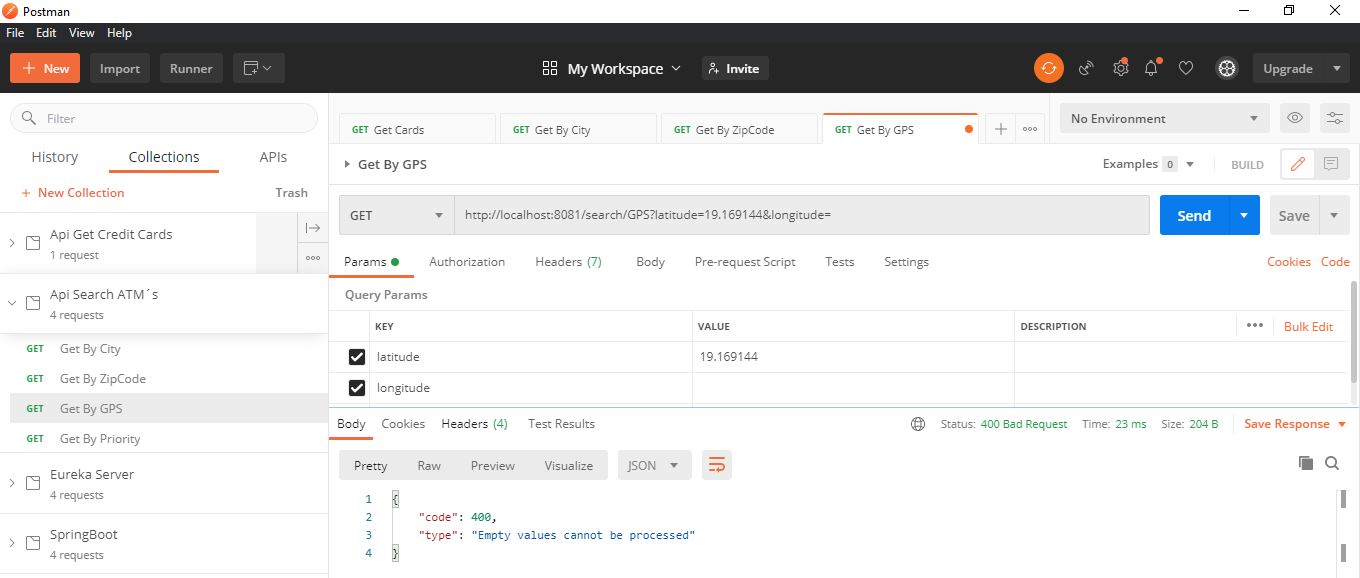 Postman
File Edit View Help
New Import Runner My Workspace Invite Upgrade
Filter
History Collections APIs
+ New Collection Trash
Api Get Credit Cards
1 request
Api Search ATM´s
4 requests
GET Get By City
GET Get By ZipCode
GET Get By GPS
GET Get By Priority
Eureka Server
4 requests
SpringBoot
4 requests
GET Get Cards GET Get By City GET Get By ZipCode GET Get By GPS No Environment
Get By GPS Examples 0 BUILD
GET http://localhost:8081/search/GPS?latitude=19.169144&longitude= Send Save
Params Authorization Headers (7) Body Pre-request Script Tests Settings Cookies Code
Query Params
KEY VALUE DESCRIPTION Bulk Edit
latitude 19.169144
longitude
Body Cookies Headers (4) Test Results Status: 400 Bad Request Time: 23 ms Size: 204 B Save Response
Pretty Raw Preview Visualize JSON
1 {
2 "code": 400,
3 "type": "Empty values cannot be processed"
4 }